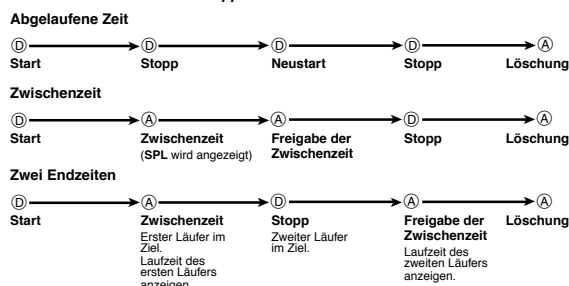 Abgelaufene Zeit
Ⓓ Ⓓ Ⓓ Ⓓ Ⓐ
Start Stopp Neustart Stopp Löschung
Zwischenzeit
Ⓓ Ⓐ Ⓐ Ⓓ Ⓐ
Start Zwischenzeit Freigabe der Stopp Löschung
(SPL wird angezeigt) Zwischenzeit
Zwei Endzeiten
Ⓓ Ⓐ Ⓓ Ⓐ Ⓐ
Start Zwischenzeit Stopp Freigabe der Löschung
Zwischenzeit
Erster Läufer im
Ziel.
Laufzeit des
ersten Läufers
anzeigen
Zweiter Läufer
im Ziel.
Laufzeit des
zweiten Läufers
anzeigen.